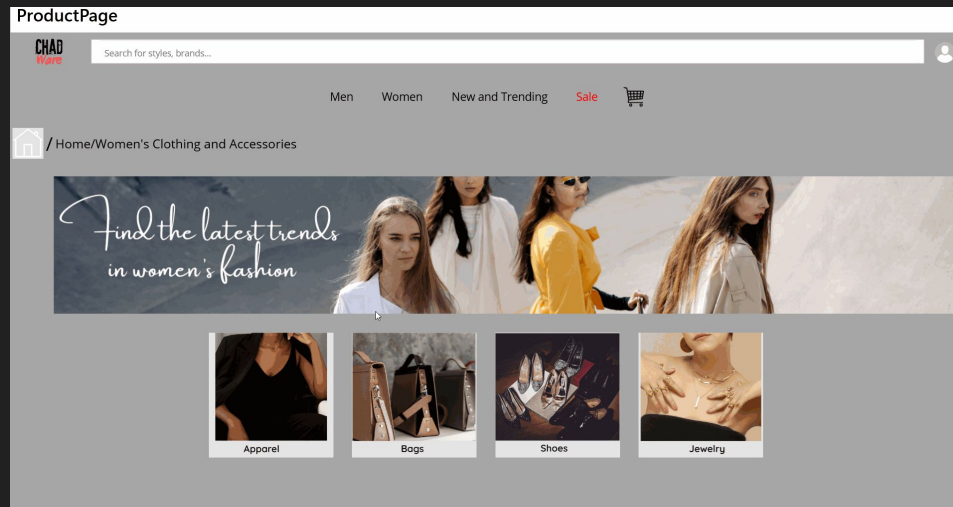 ProductPage
CHAD
Ware
Search for styles, brands...
Men Women New and Trending Sale
/ Home/Women's Clothing and Accessories
Find the latest trends
in women's fashion
Apparel Bags Shoes Jewelry